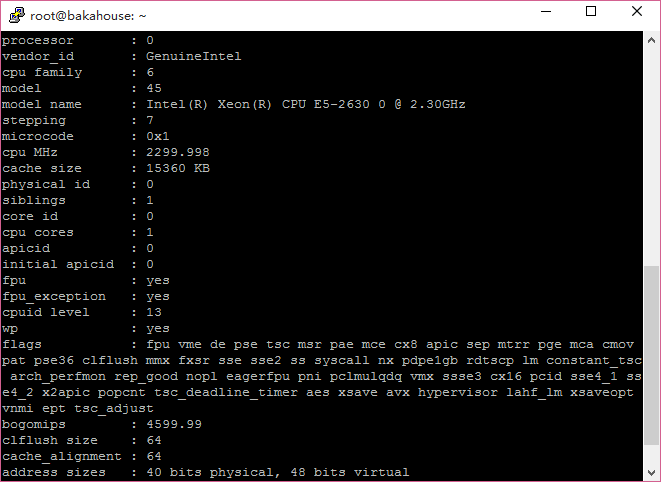 root@bakahouse: ~
processor : 0
vendor_id : GenuineIntel
cpu family : 6
model : 45
model name : Intel(R) Xeon(R) CPU E5-2630 0 @ 2.30GHz
stepping : 7
microcode : 0x1
cpu MHz : 2299.998
cache size : 15360 KB
physical id : 0
siblings : 1
core id : 0
cpu cores : 1
apicid : 0
initial apicid : 0
fpu : yes
fpu_exception : yes
cpuid level : 13
wp : yes
flags : fpu vme de pse tsc msr pae mce cx8 apic sep mtrr pge mca cmov
pat pse36 clflush mmx fxsr sse sse2 ss syscall nx pdpe1gb rdtscp lm constant_tsc
arch_perfmon rep_good nopl eagerfpu pni pclmulqdq vmx ssse3 cx16 pcid sse4_1 ss
e4_2 x2apic popcnt tsc_deadline_timer aes xsave avx hypervisor lahf_lm xsaveopt
vnmi ept tsc_adjust
bogomips : 4599.99
clflush size : 64
cache_alignment : 64
address sizes : 40 bits physical, 48 bits virtual